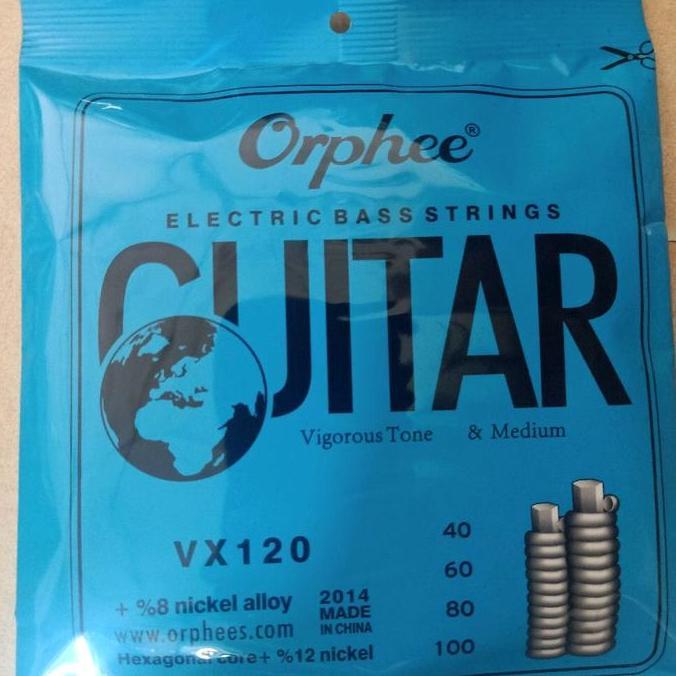 Orphee®
ELECTRIC BASS STRINGS
GUITAR
Vigorous Tone & Medium
VX120
40
60
80
100
+ %8 nickel alloy
2014
MADE
IN CHINA
www.orphees.com
Hexagonal core+ %12 nickel